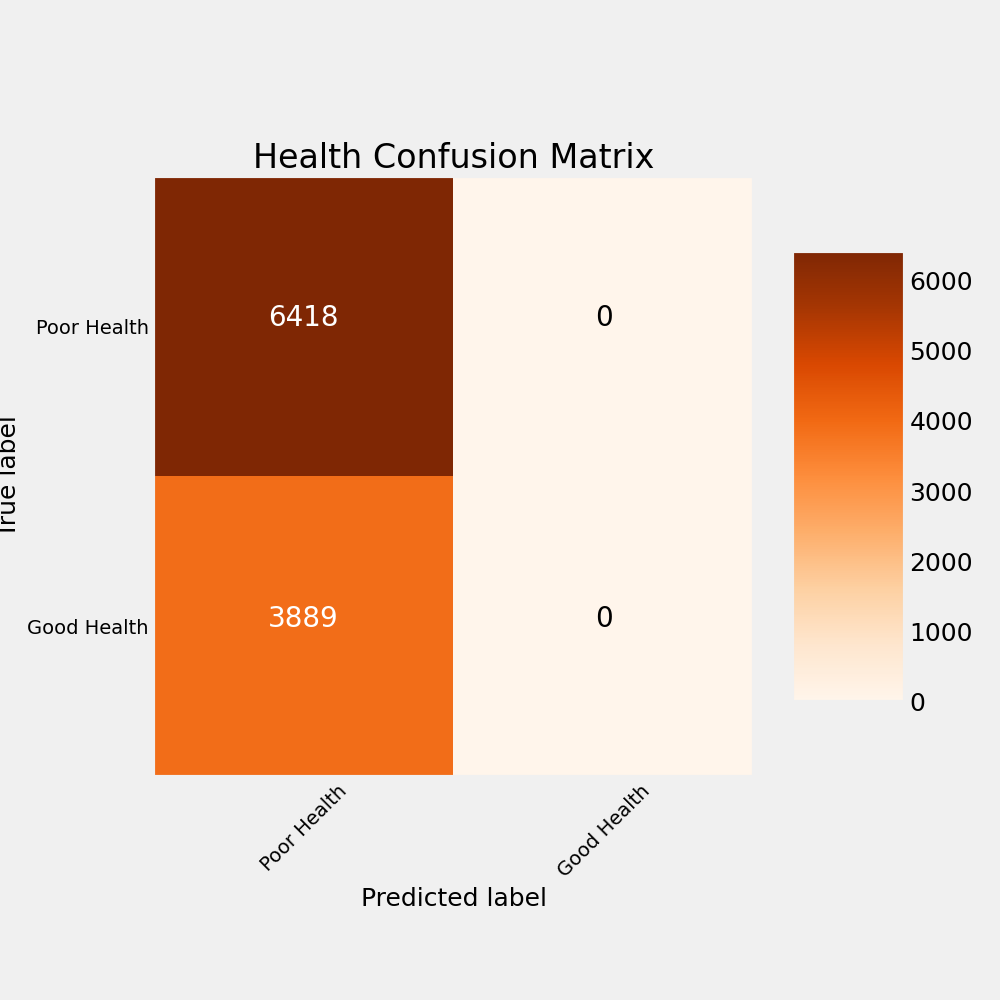 Health Confusion Matrix
Poor Health
6418
0
Good Health
3889
0
True label
Poor Health
Good Health
Predicted label
6000
5000
4000
3000
2000
1000
0